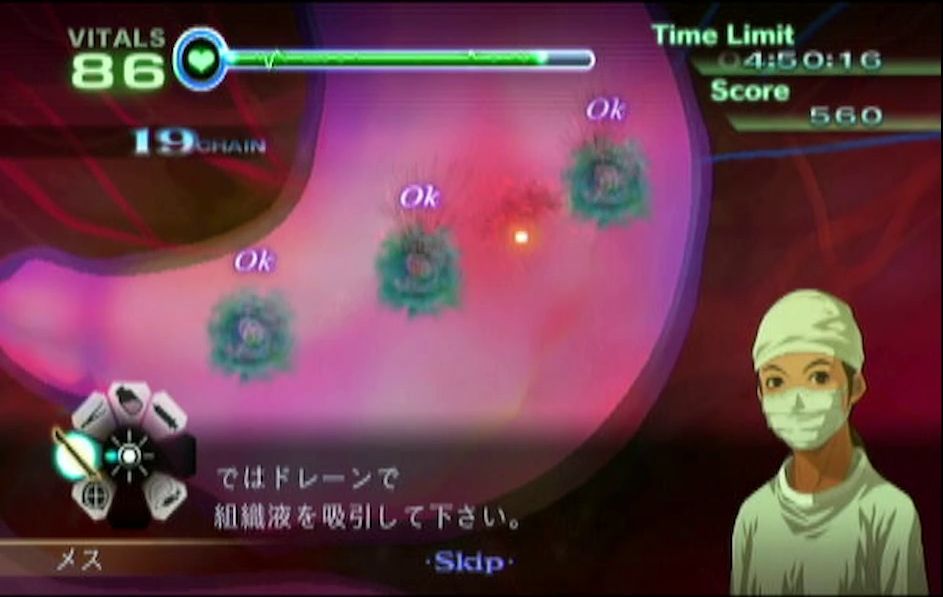 VITALS
86
19 CHAIN
Time Limit
04:50:16
Score
560
Ok
Ok
Ok
ではドレーンで
組織液を吸引して下さい。
メス
·Skip·